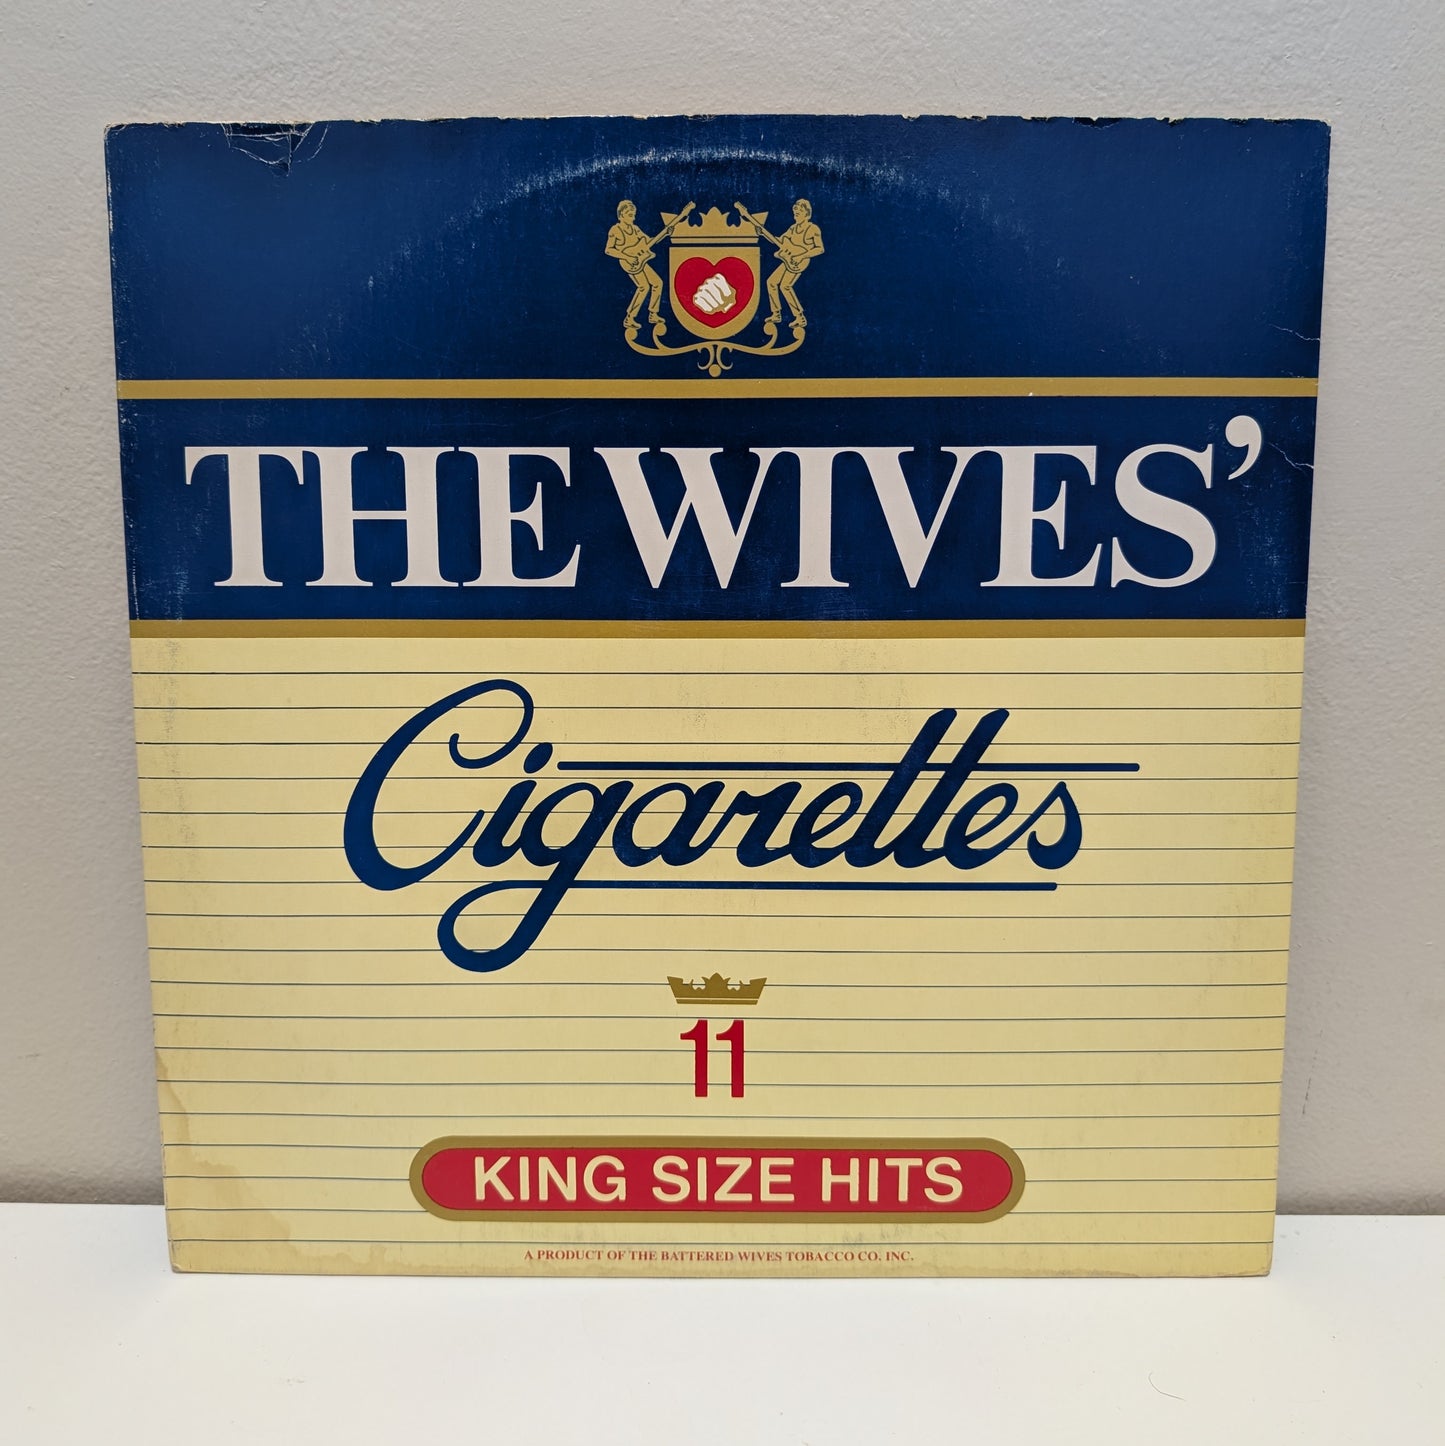 THE WIVES'
Cigarettes
11
KING SIZE HITS
A PRODUCT OF THE BATTERED WIVES TOBACCO CO. INC.